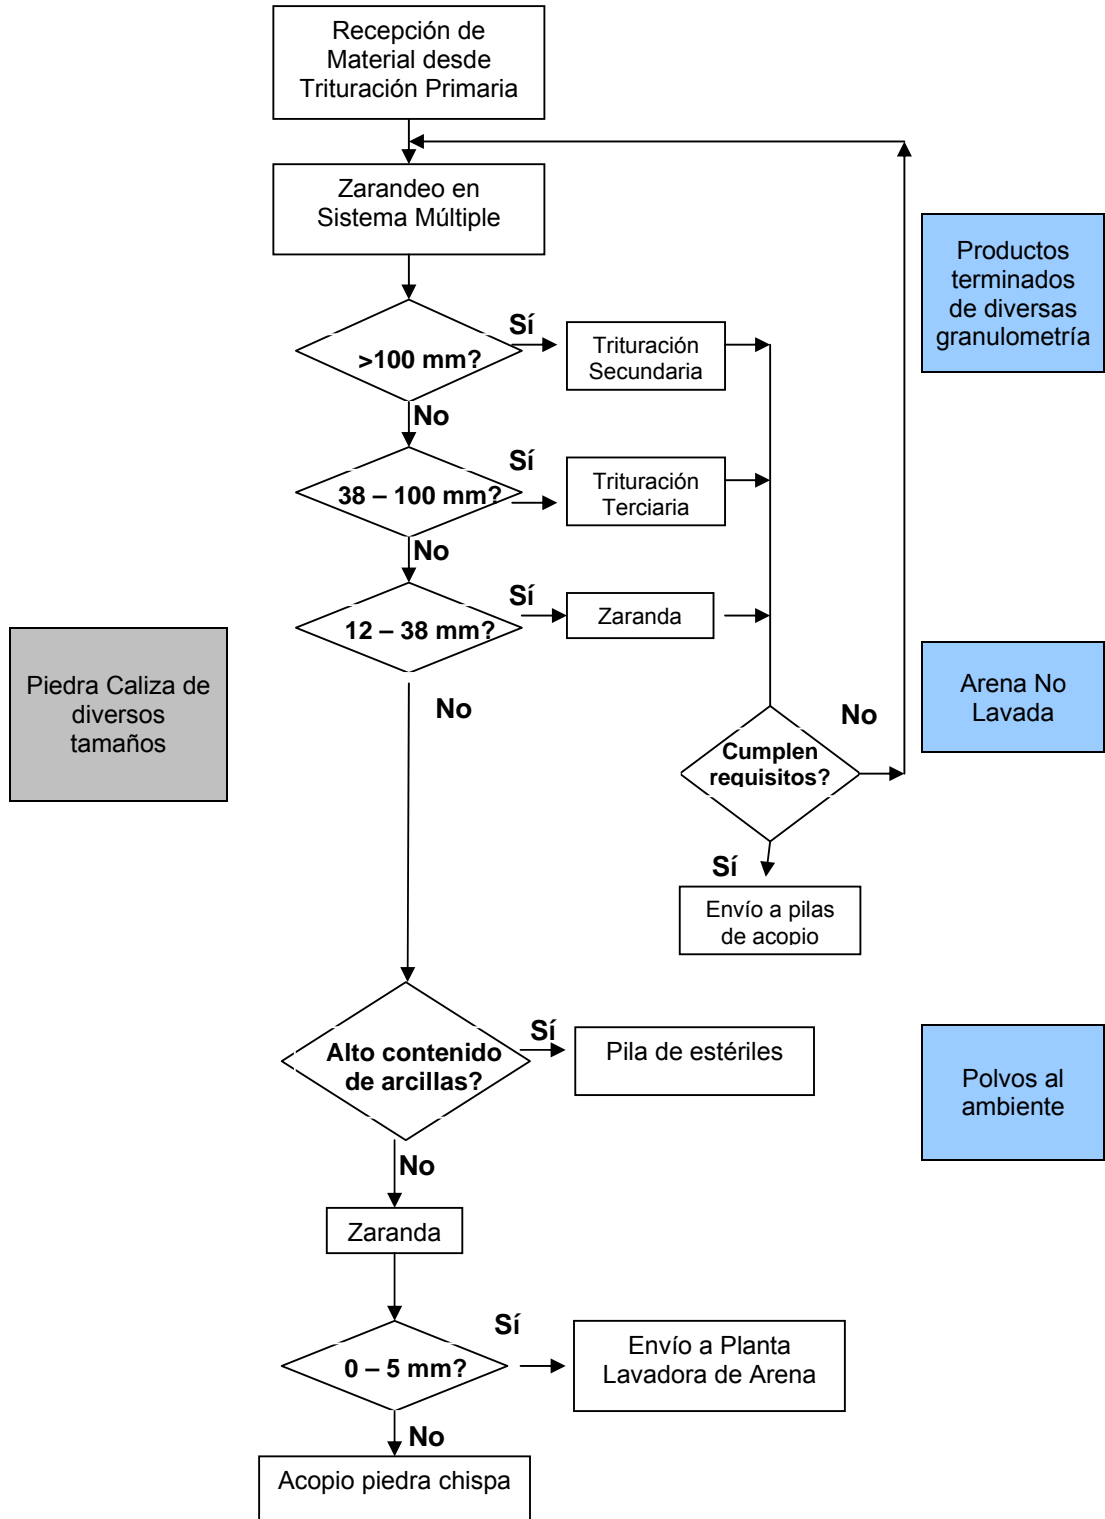 Recepción de
Material desde
Trituración Primaria
Zarandeo en
Sistema Múltiple
Productos
terminados
de diversas
granulometría
>100 mm?
Sí
Trituración
Secundaria
No
38 – 100 mm?
Sí
Trituración
Terciaria
No
12 – 38 mm?
Sí
Zaranda
No
Piedra Caliza de
diversos
tamaños
Arena No
Lavada
Cumplen
requisitos?
No
Sí
Envío a pilas
de acopio
Alto contenido
de arcillas?
Sí
Pila de estériles
Polvos al
ambiente
No
Zaranda
0 – 5 mm?
Sí
Envío a Planta
Lavadora de Arena
No
Acopio piedra chispa